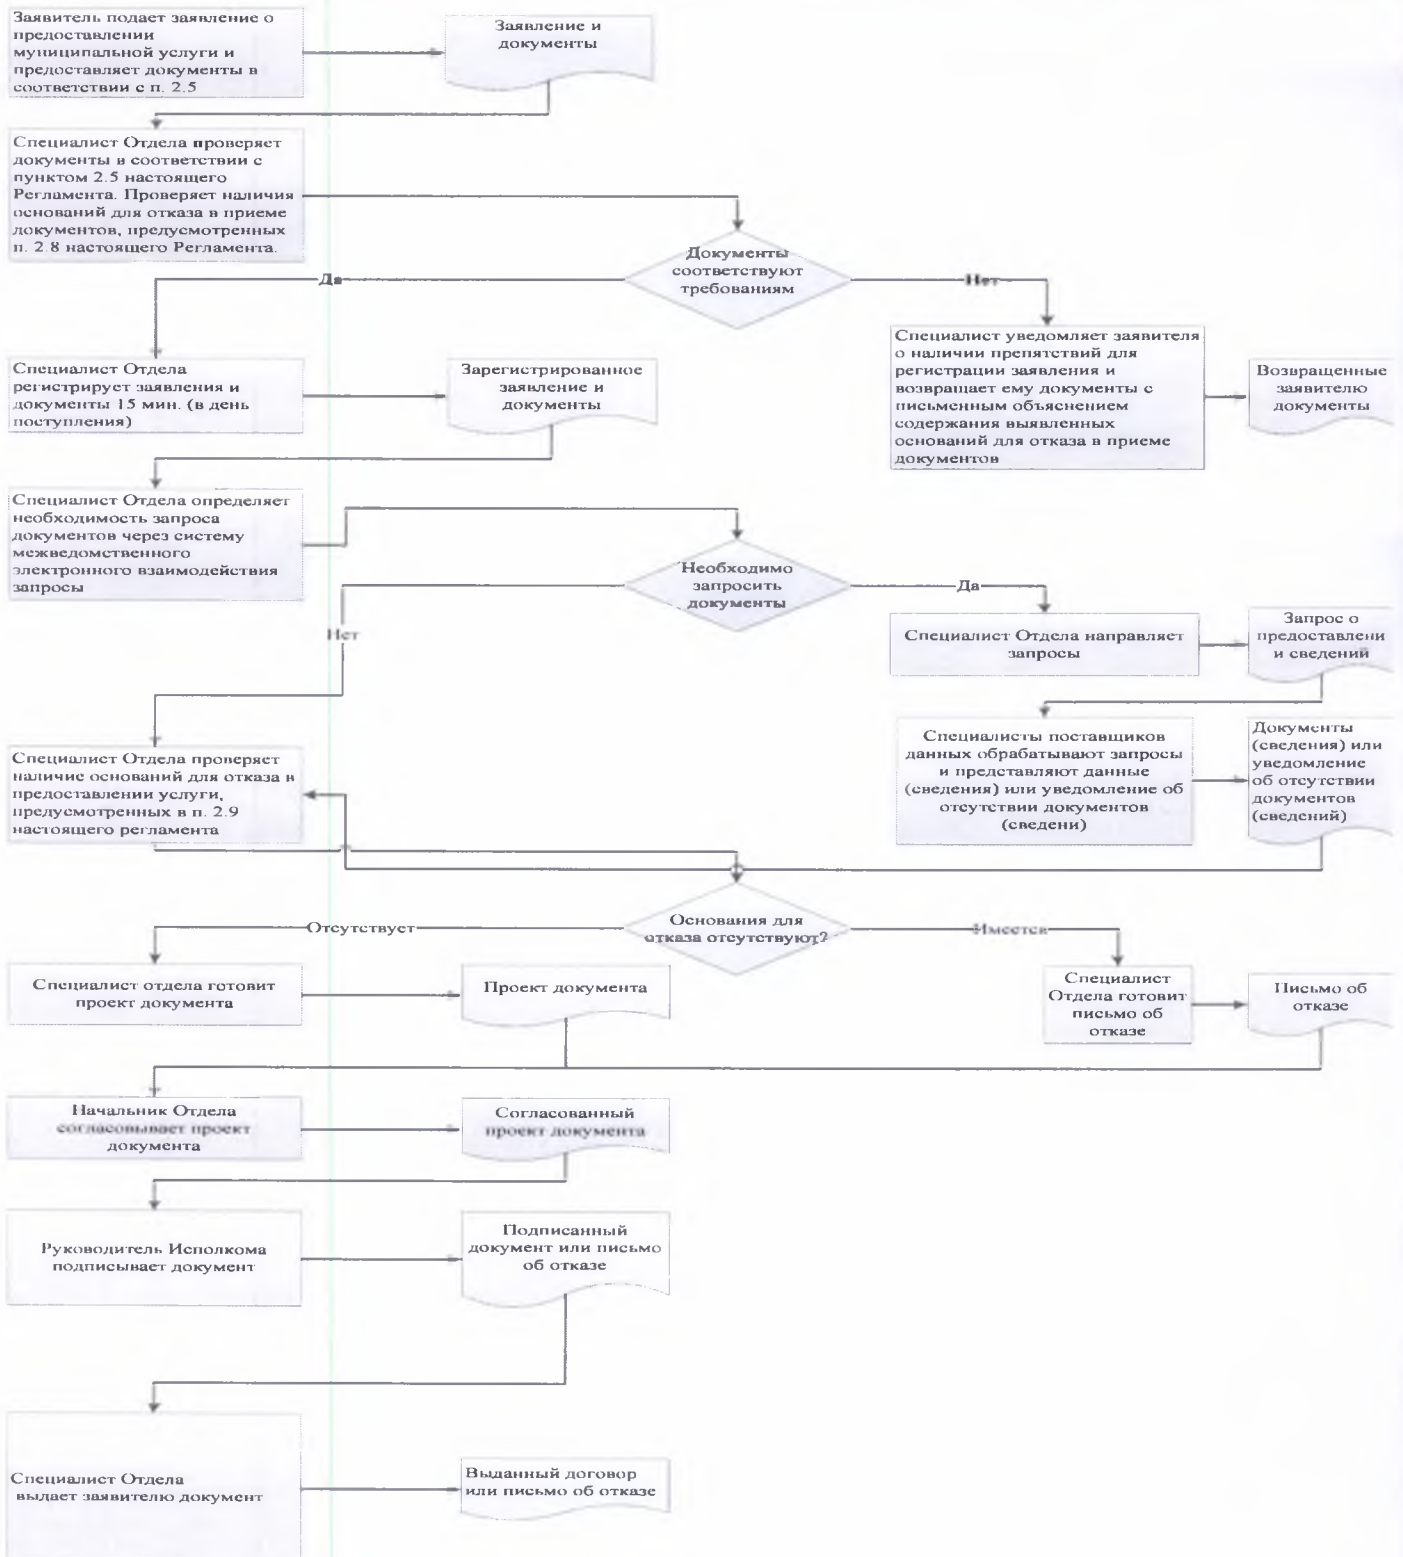 Заявитель подает заявление о
предоставлении
муниципальной услуги и
предоставляет документы в
соответствии с п. 2.5
Заявление и
документы
Специалист Отдела проверяет
документы в соответствии с
пунктом 2.5 настоящего
Регламента. Проверяет наличия
оснований для отказа в приеме
документов, предусмотренных
п. 2.8 настоящего Регламента.
Документы
соответствуют
требованиям
Да
Нет
Специалист Отдела
регистрирует заявления и
документы 15 мин. (в день
поступления)
Зарегистрированное
заявление и
документы
Специалист уведомляет заявителя
о наличии препятствий для
регистрации заявления и
возвращает ему документы с
письменным объяснением
содержания выявленных
оснований для отказа в приеме
документов
Возвращенные
заявителю
документы
Специалист Отдела определяет
необходимость запроса
документов через систему
межведомственного
электронного взаимодействия
запросы
Необходимо
запросить
документы
Да
Нет
Специалист Отдела направляет
запросы
Запрос о
предоставлени
и сведений
Специалисты поставщиков
данных обрабатывают запросы
и представляют данные
(сведения) или уведомление об
отсутствии документов
(сведени)
Документы
(сведения) или
уведомление
об отсутствии
документов
(сведений)
Специалист Отдела проверяет
наличие оснований для отказа в
предоставлении услуги,
предусмотренных в п. 2.9
настоящего регламента
Основания для
отказа отсутствуют?
Отсутствует
Имеется
Специалист отдела готовит
проект документа
Проект документа
Специалист
Отдела готовит
письмо об
отказе
Письмо об
отказе
Начальник Отдела
согласовывает проект
документа
Согласованный
проект документа
Руководитель Исполкома
подписывает документ
Подписанный
документ или письмо
об отказе
Специалист Отдела
выдает заявителю документ
Выданный договор
или письмо об отказе